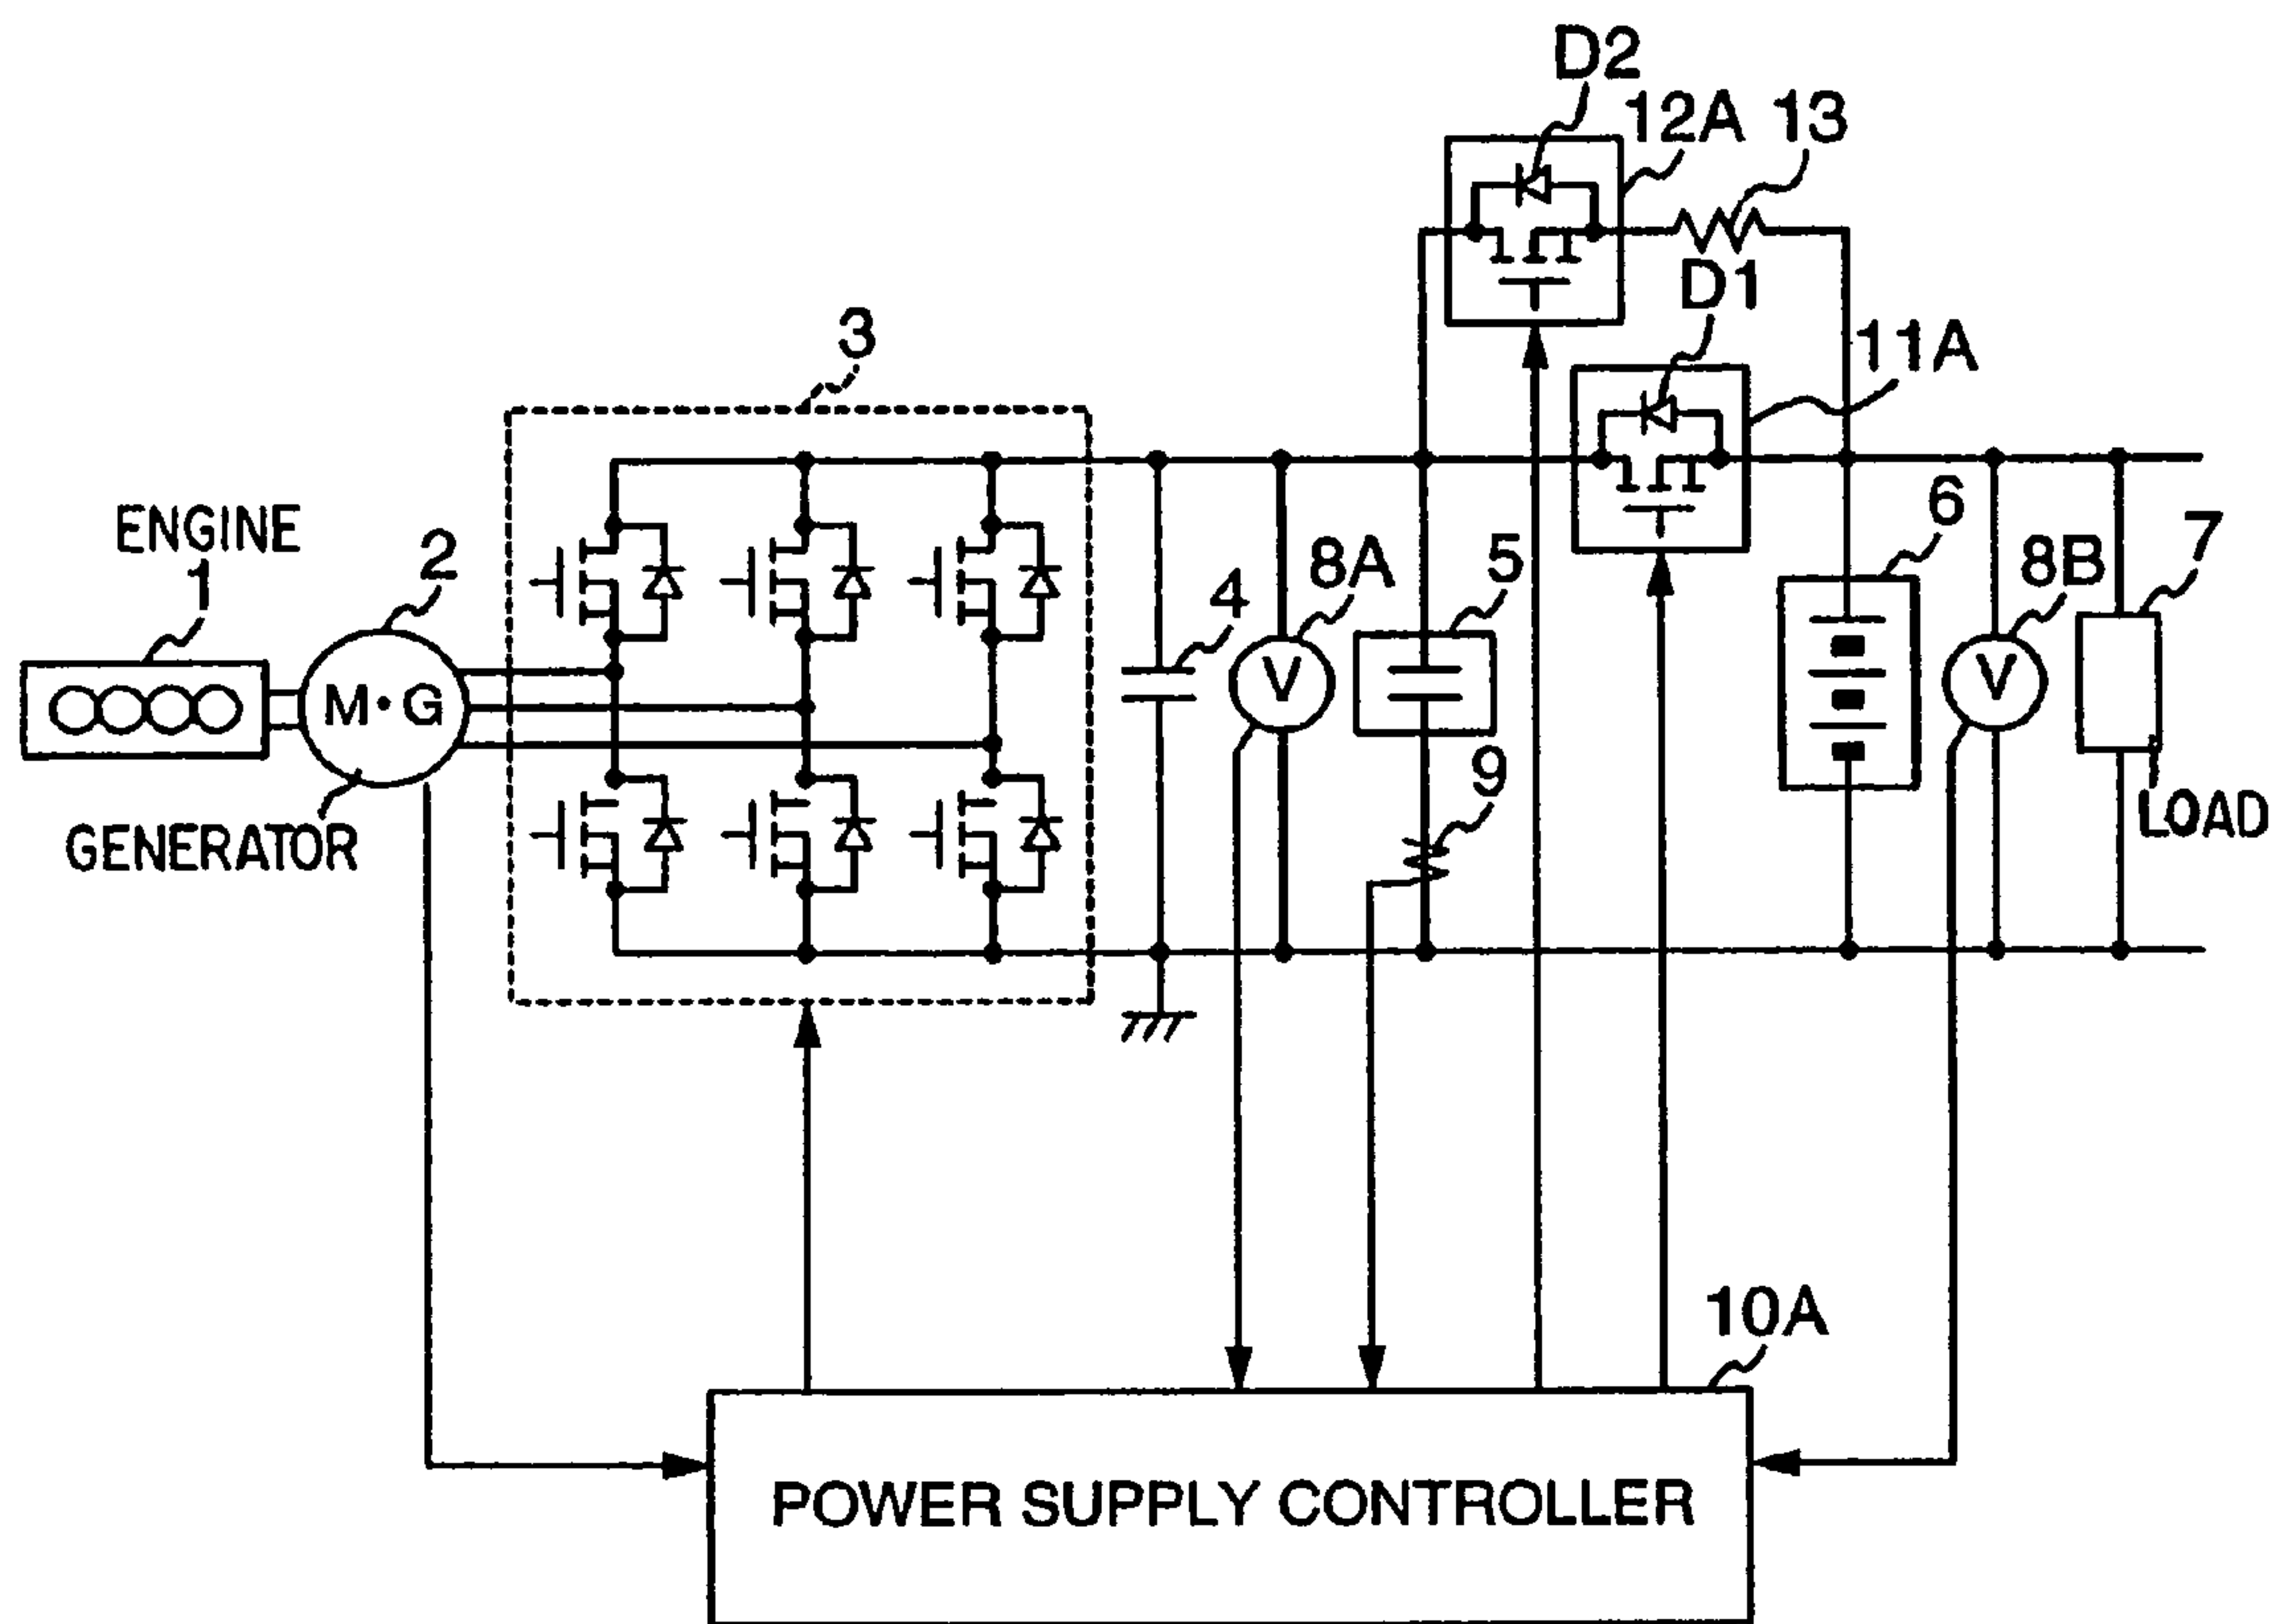 D2
12A 13
D1
3
11A
ENGINE
1
2
4
8A
5
6
8B
7
V
V
M·G
9
GENERATOR
LOAD
10A
POWER SUPPLY CONTROLLER